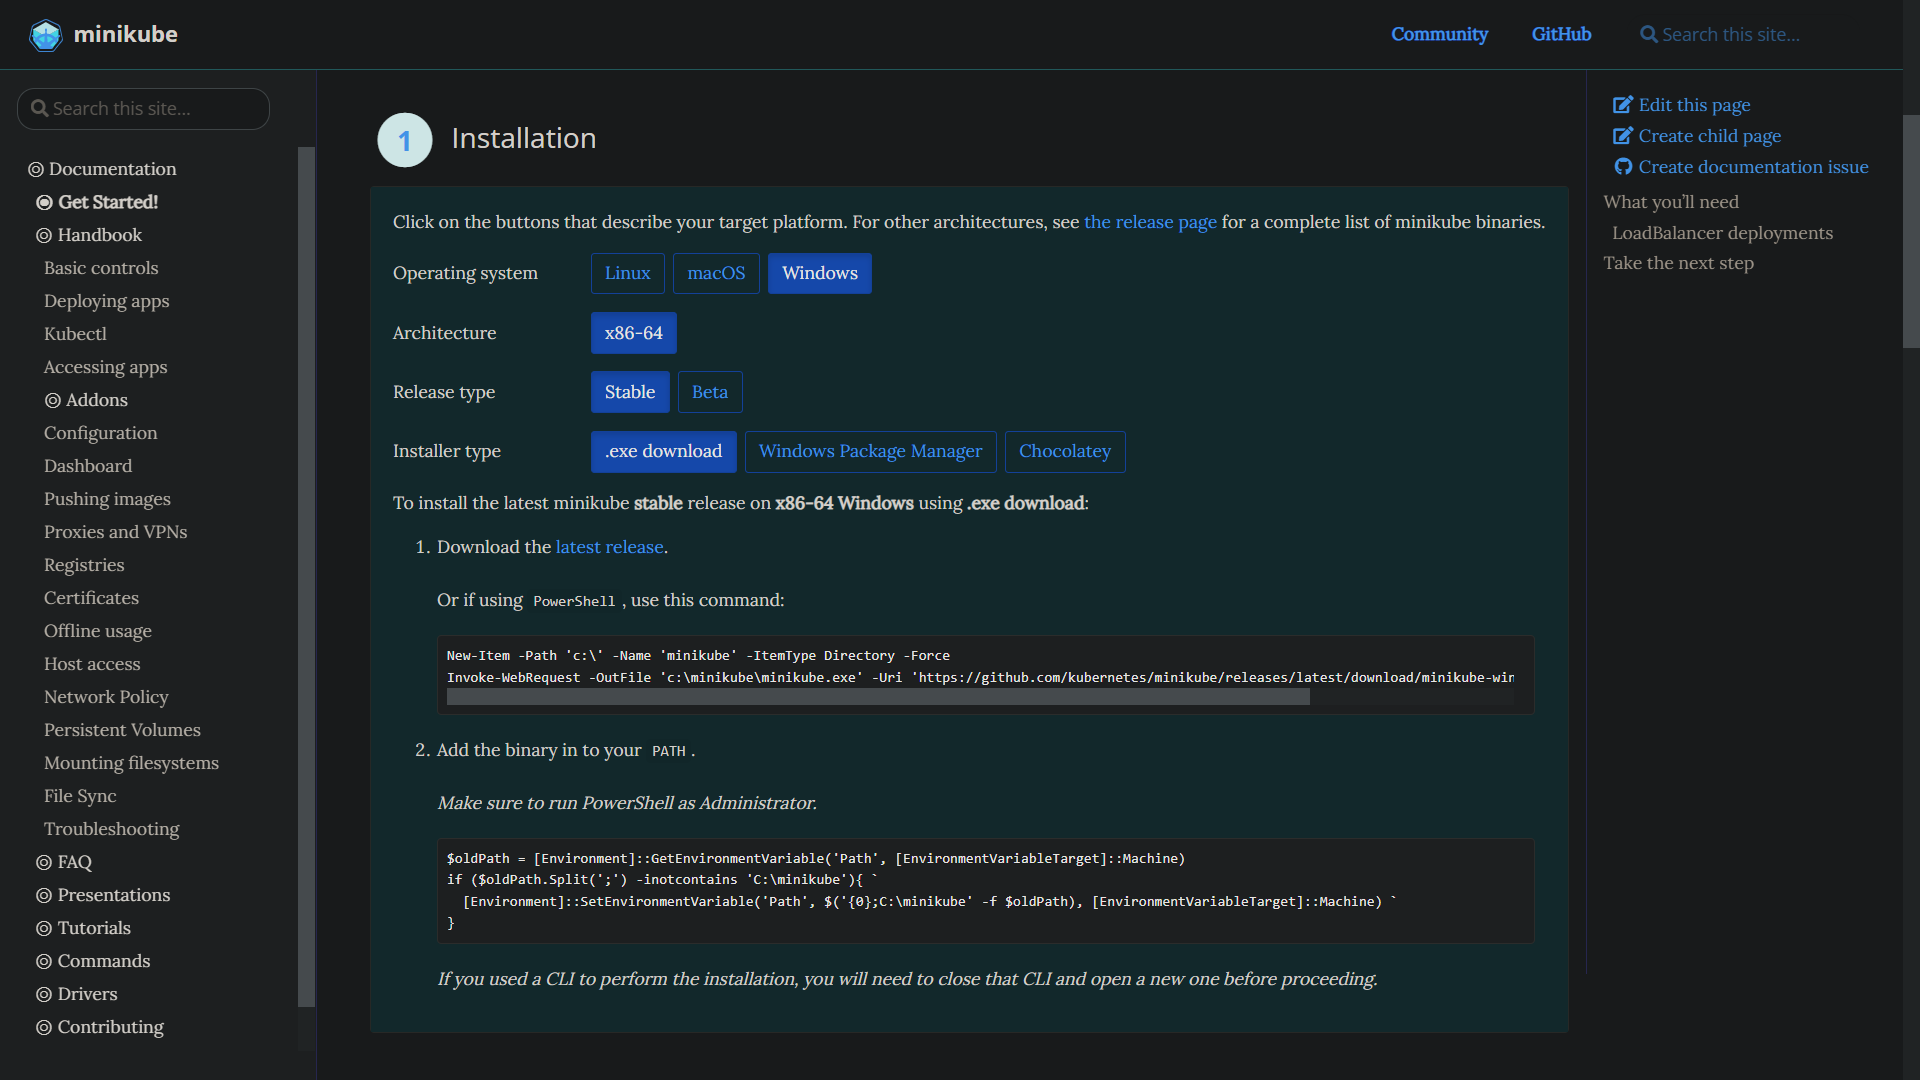 minikube
Community
GitHub
Search this site...
Search this site...
Documentation
Get Started!
Handbook
Basic controls
Deploying apps
Kubectl
Accessing apps
Addons
Configuration
Dashboard
Pushing images
Proxies and VPNs
Registries
Certificates
Offline usage
Host access
Network Policy
Persistent Volumes
Mounting filesystems
File Sync
Troubleshooting
FAQ
Presentations
Tutorials
Commands
Drivers
Contributing
1 Installation
Click on the buttons that describe your target platform. For other architectures, see the release page for a complete list of minikube binaries.
Operating system Linux macOS Windows
Architecture x86-64
Release type Stable Beta
Installer type .exe download Windows Package Manager Chocolatey
To install the latest minikube stable release on x86-64 Windows using .exe download:
1. Download the latest release.
Or if using PowerShell, use this command:
New-Item -Path 'c:\' -Name 'minikube' -ItemType Directory -Force
Invoke-WebRequest -OutFile 'c:\minikube\minikube.exe' -Uri 'https://github.com/kubernetes/minikube/releases/latest/download/minikube-win
2. Add the binary in to your PATH.
Make sure to run PowerShell as Administrator.
$oldPath = [Environment]::GetEnvironmentVariable('Path', [EnvironmentVariableTarget]::Machine)
if ($oldPath.Split(';') -inotcontains 'C:\minikube'){ `
  [Environment]::SetEnvironmentVariable('Path', $('{0};C:\minikube' -f $oldPath), [EnvironmentVariableTarget]::Machine) `
}
If you used a CLI to perform the installation, you will need to close that CLI and open a new one before proceeding.
Edit this page
Create child page
Create documentation issue
What you’ll need
LoadBalancer deployments
Take the next step